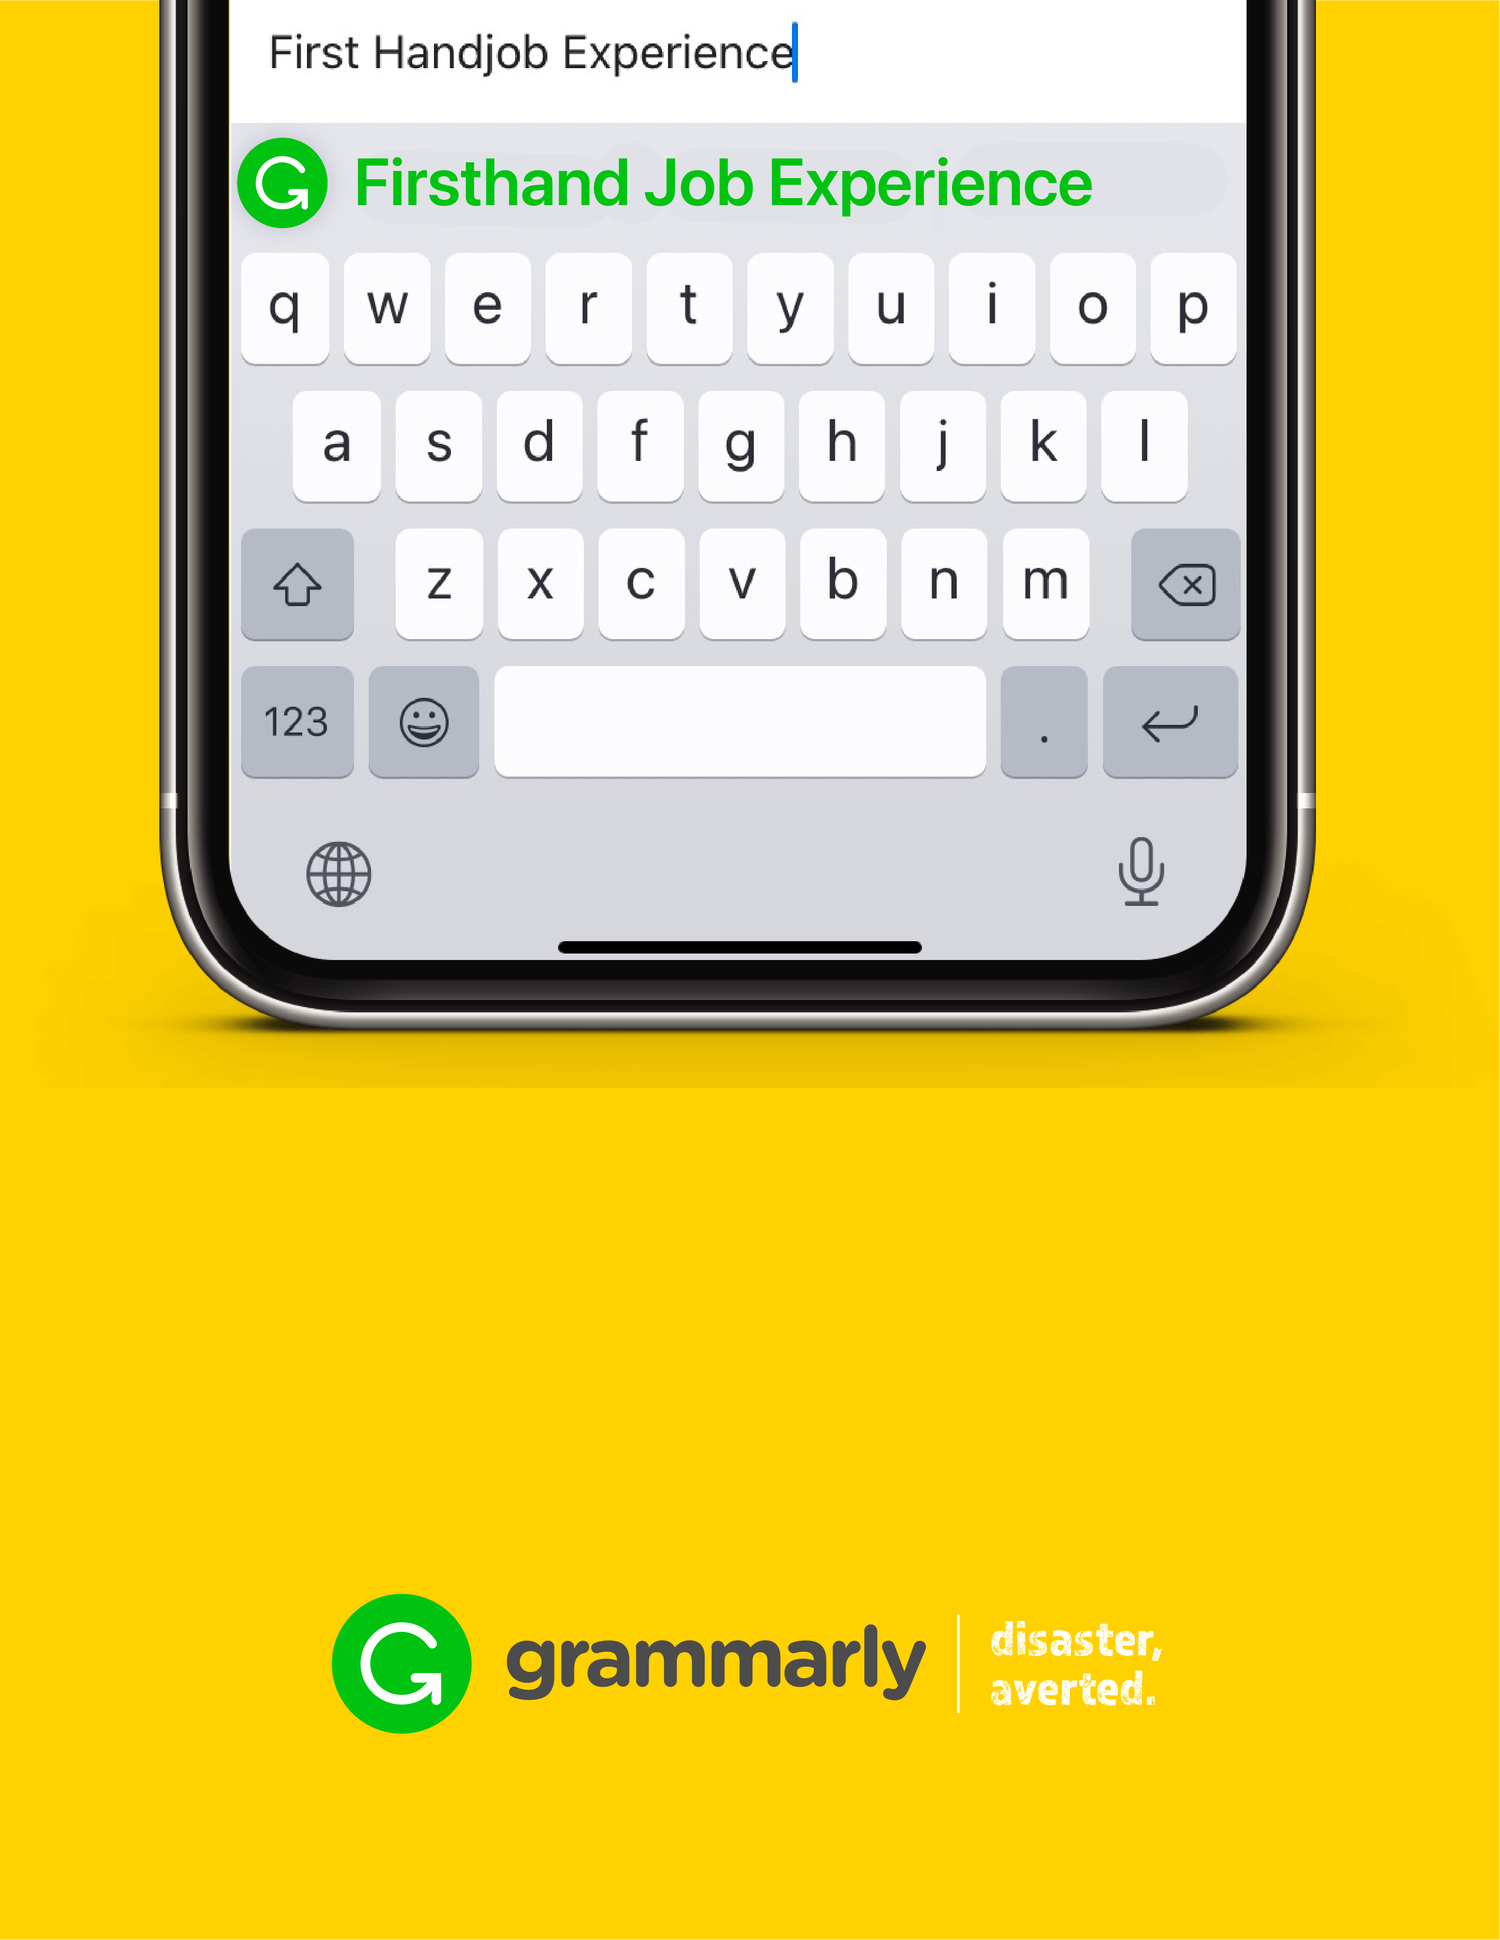 First Handjob Experience
G Firsthand Job Experience
q w e r t y u i o p
a s d f g h j k l
z x c v b n m
123 .
G grammarly
disaster,
averted.